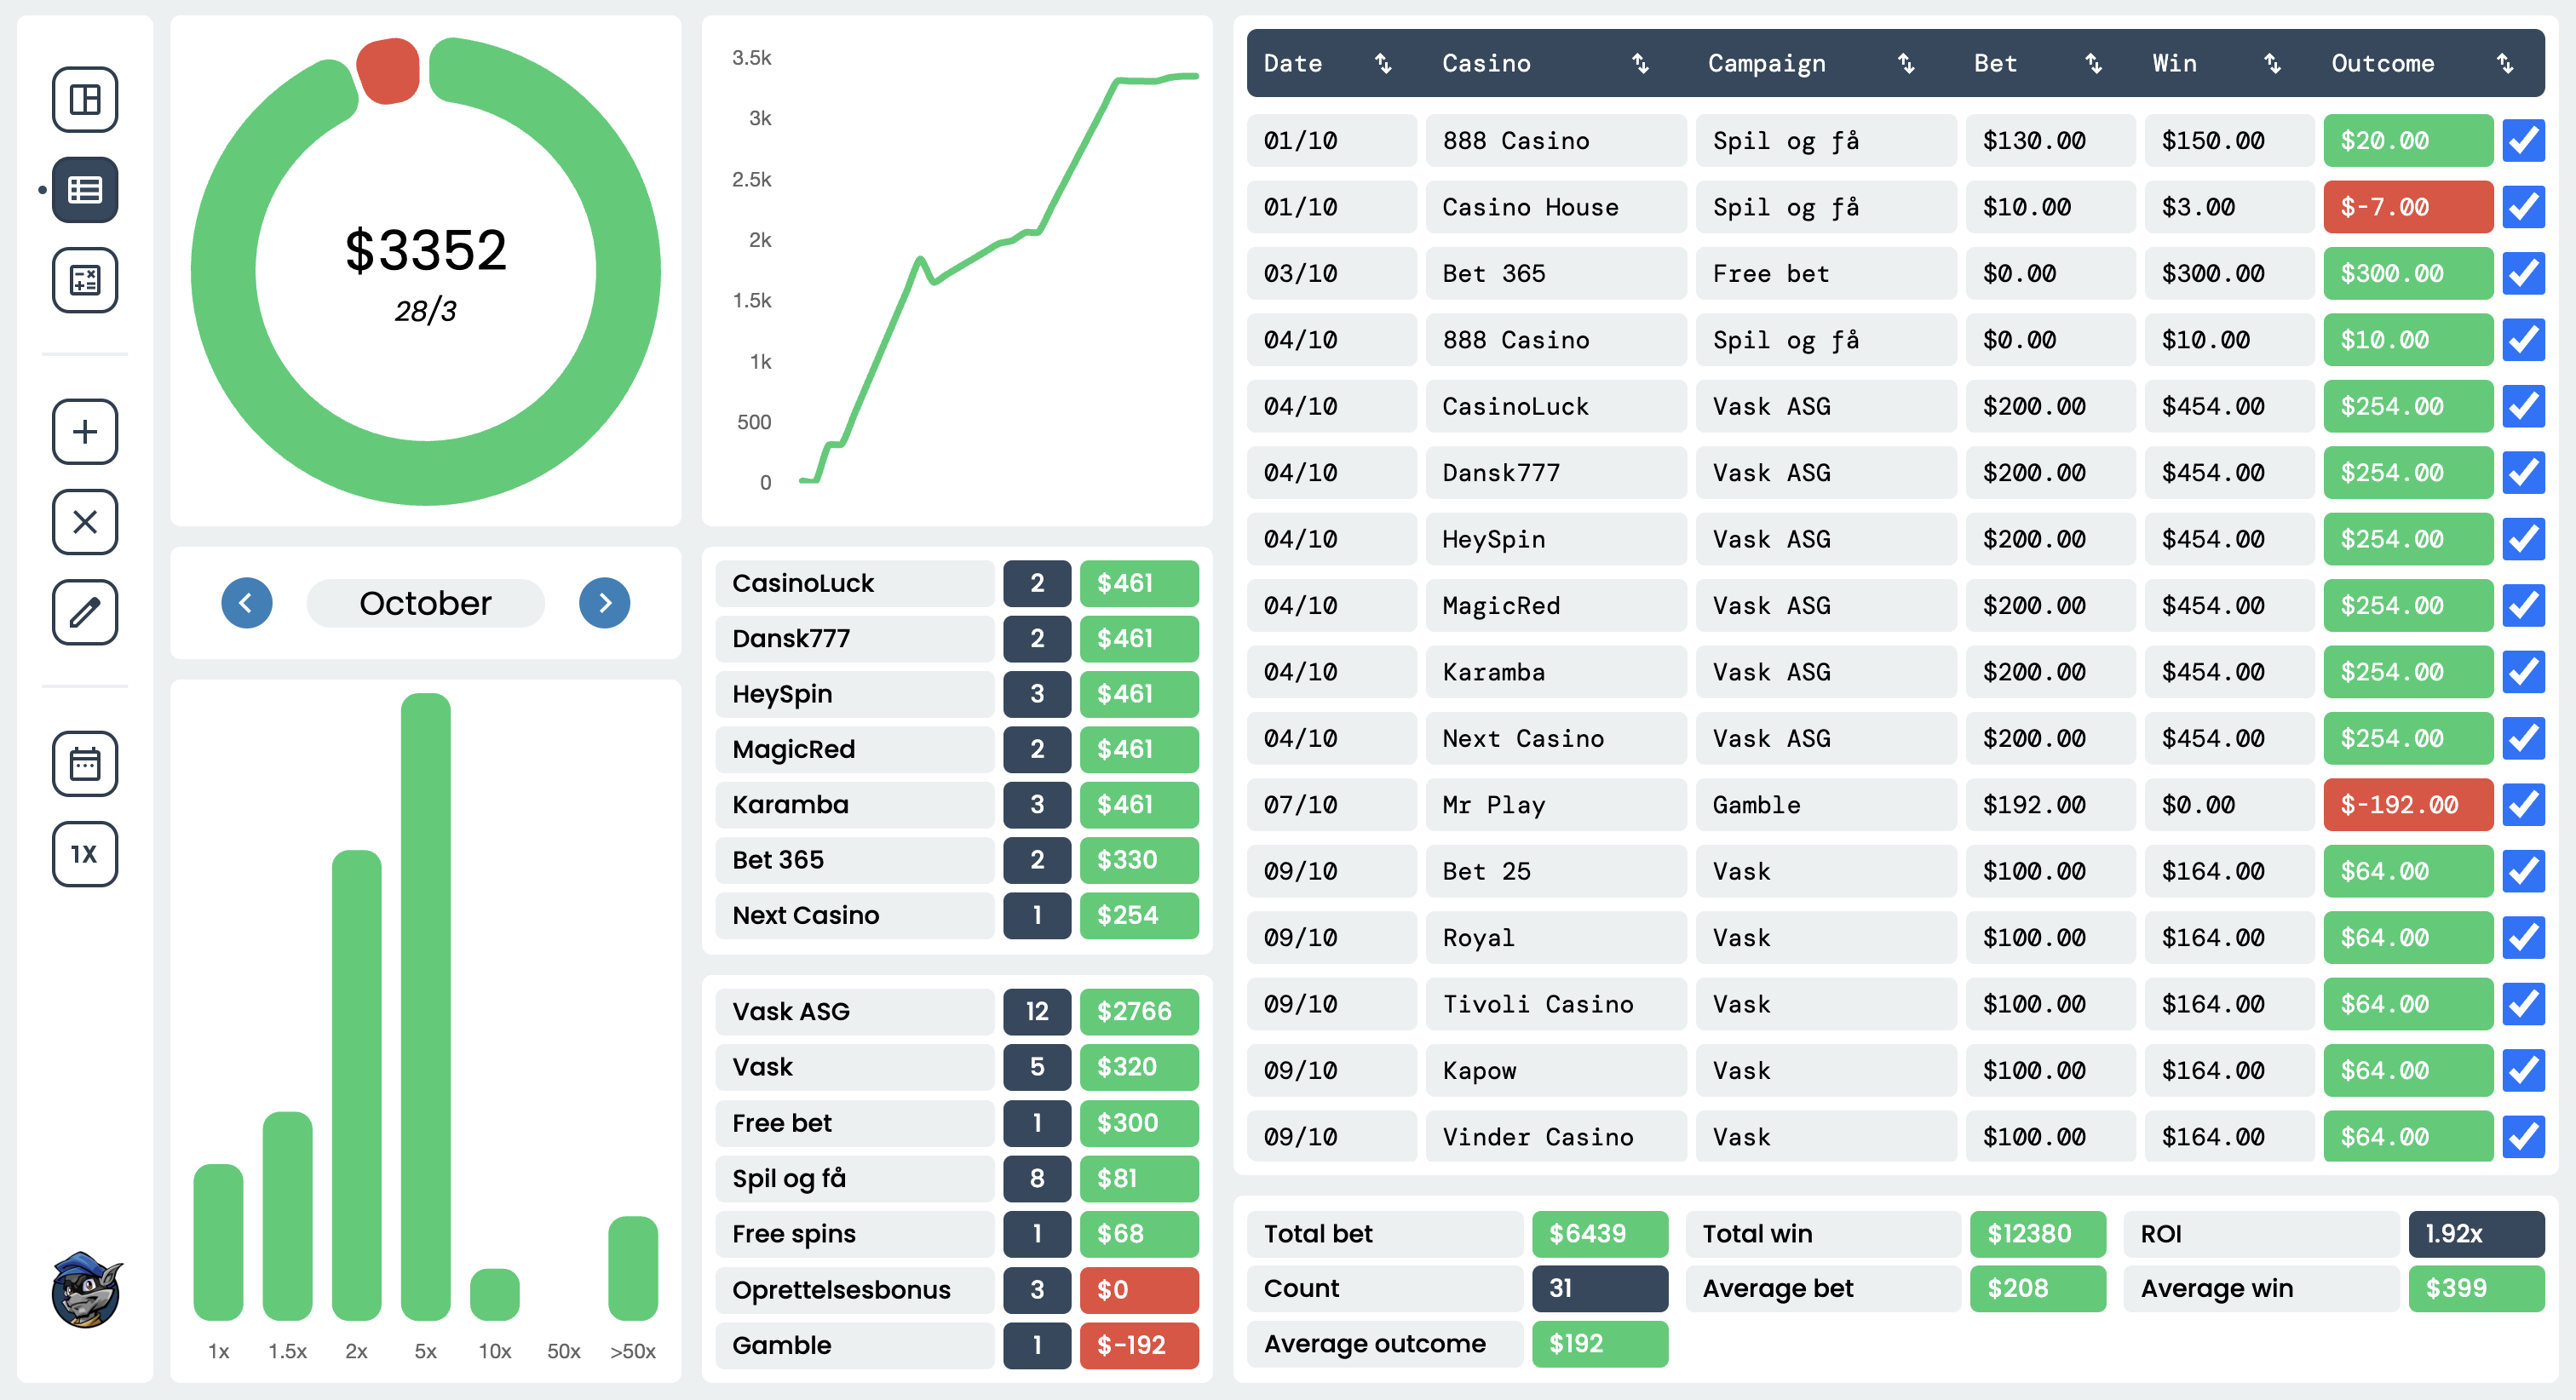 1X
$3352
28/3
October
1x 1.5x 2x 5x 10x 50x >50x
3.5k
3k
2.5k
2k
1.5k
1k
500
0
CasinoLuck 2 $461
Dansk777 2 $461
HeySpin 3 $461
MagicRed 2 $461
Karamba 3 $461
Bet 365 2 $330
Next Casino 1 $254
Vask ASG 12 $2766
Vask 5 $320
Free bet 1 $300
Spil og få 8 $81
Free spins 1 $68
Oprettelsesbonus 3 $0
Gamble 1 $-192
Date Casino Campaign Bet Win Outcome
01/10 888 Casino Spil og få $130.00 $150.00 $20.00
01/10 Casino House Spil og få $10.00 $3.00 $-7.00
03/10 Bet 365 Free bet $0.00 $300.00 $300.00
04/10 888 Casino Spil og få $0.00 $10.00 $10.00
04/10 CasinoLuck Vask ASG $200.00 $454.00 $254.00
04/10 Dansk777 Vask ASG $200.00 $454.00 $254.00
04/10 HeySpin Vask ASG $200.00 $454.00 $254.00
04/10 MagicRed Vask ASG $200.00 $454.00 $254.00
04/10 Karamba Vask ASG $200.00 $454.00 $254.00
04/10 Next Casino Vask ASG $200.00 $454.00 $254.00
07/10 Mr Play Gamble $192.00 $0.00 $-192.00
09/10 Bet 25 Vask $100.00 $164.00 $64.00
09/10 Royal Vask $100.00 $164.00 $64.00
09/10 Tivoli Casino Vask $100.00 $164.00 $64.00
09/10 Kapow Vask $100.00 $164.00 $64.00
09/10 Vinder Casino Vask $100.00 $164.00 $64.00
Total bet $6439 Total win $12380 ROI 1.92x
Count 31 Average bet $208 Average win $399
Average outcome $192